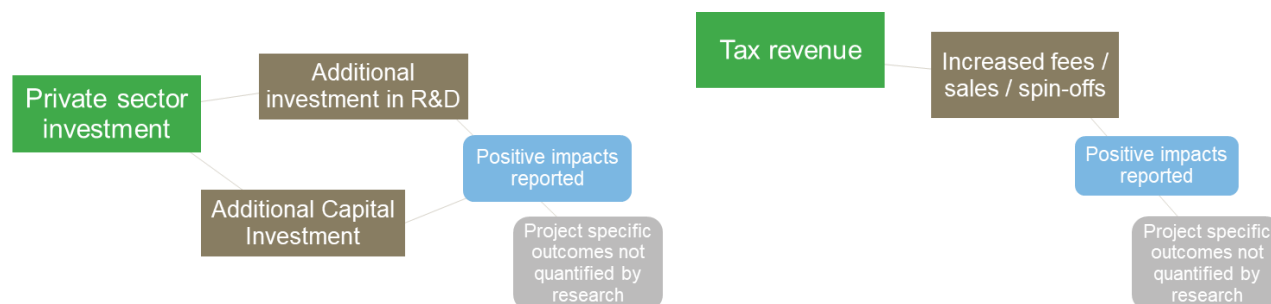 Private sector
investment
Additional
investment in R&D
Additional Capital
Investment
Positive impacts
reported
Project specific
outcomes not
quantified by
research
Tax revenue
Increased fees /
sales / spin-offs
Positive impacts
reported
Project specific
outcomes not
quantified by
research